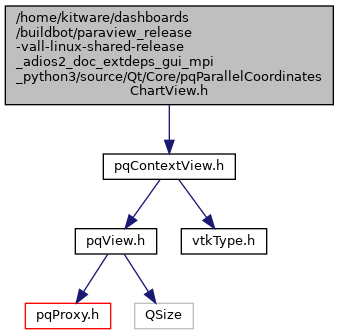 /home/kitware/dashboards
/buildbot/paraview_release
-vall-linux-shared-release
_adios2_doc_extdeps_gui_mpi
_python3/source/Qt/Core/pqParallelCoordinates
ChartView.h
pqContextView.h
pqView.h
vtkType.h
pqProxy.h
QSize